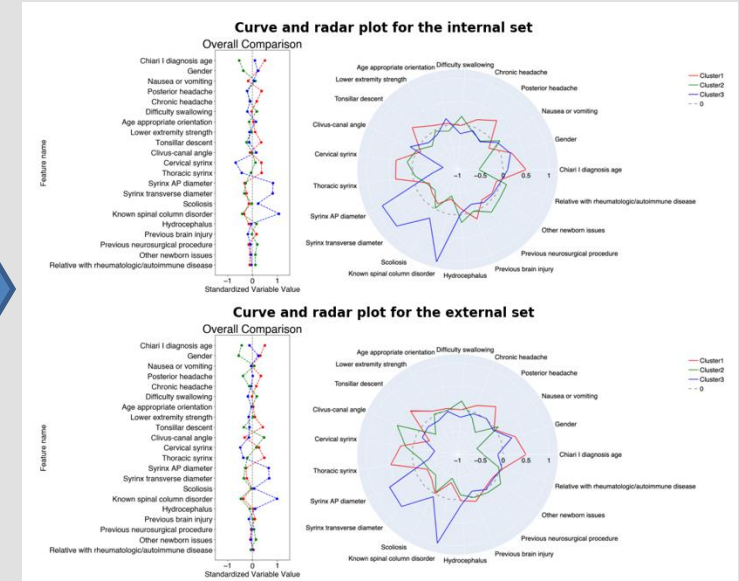 Curve and radar plot for the internal set
Overall Comparison
Feature name
Chiari I diagnosis age
Gender
Nausea or vomiting
Posterior headache
Chronic headache
Difficulty swallowing
Age appropriate orientation
Lower extremity strength
Tonsillar descent
Clivus-canal angle
Cervical syrinx
Thoracic syrinx
Syrinx AP diameter
Syrinx transverse diameter
Scoliosis
Known spinal column disorder
Hydrocephalus
Previous brain injury
Previous neurosurgical procedure
Other newborn issues
Relative with rheumatologic/autoimmune disease
−1 0 1
Standardized Variable Value
Age appropriate orientation Difficulty swallowing
Lower extremity strength Chronic headache
Tonsillar descent Posterior headache
Nausea or vomiting
Clivus-canal angle
Gender
Cervical syrinx
−1 −0.5 0 0.5 1 Chiari I diagnosis age
Thoracic syrinx
Relative with rheumatologic/autoimmune disease
Syrinx AP diameter
Other newborn issues
Syrinx transverse diameter
Previous neurosurgical procedure
Scoliosis
Previous brain injury
Known spinal column disorder Hydrocephalus
Cluster1
Cluster2
Cluster3
0
Curve and radar plot for the external set
Overall Comparison
Feature name
Chiari I diagnosis age
Gender
Nausea or vomiting
Posterior headache
Chronic headache
Difficulty swallowing
Age appropriate orientation
Lower extremity strength
Tonsillar descent
Clivus-canal angle
Cervical syrinx
Thoracic syrinx
Syrinx AP diameter
Syrinx transverse diameter
Scoliosis
Known spinal column disorder
Hydrocephalus
Previous brain injury
Previous neurosurgical procedure
Other newborn issues
Relative with rheumatologic/autoimmune disease
−1 0 1
Standardized Variable Value
Age appropriate orientation Difficulty swallowing
Lower extremity strength Chronic headache
Tonsillar descent Posterior headache
Nausea or vomiting
Clivus-canal angle
Gender
Cervical syrinx
−1 −0.5 0 0.5 1 Chiari I diagnosis age
Thoracic syrinx
Relative with rheumatologic/autoimmune disease
Syrinx AP diameter
Other newborn issues
Syrinx transverse diameter
Previous neurosurgical procedure
Scoliosis
Previous brain injury
Known spinal column disorder Hydrocephalus
Cluster1
Cluster2
Cluster3
0